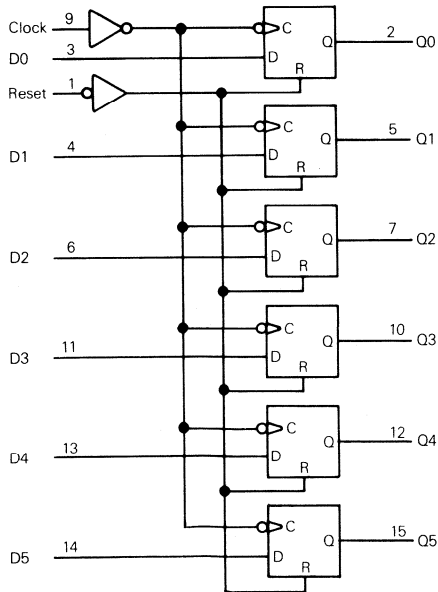 Clock 9 C Q 2 Q0
D0 3 D R
Reset 1
C Q 5 Q1
D1 4 D R
C Q 7 Q2
D2 6 D R
C Q 10 Q3
D3 11 D R
C Q 12 Q4
D4 13 D R
C Q 15 Q5
D5 14 D R